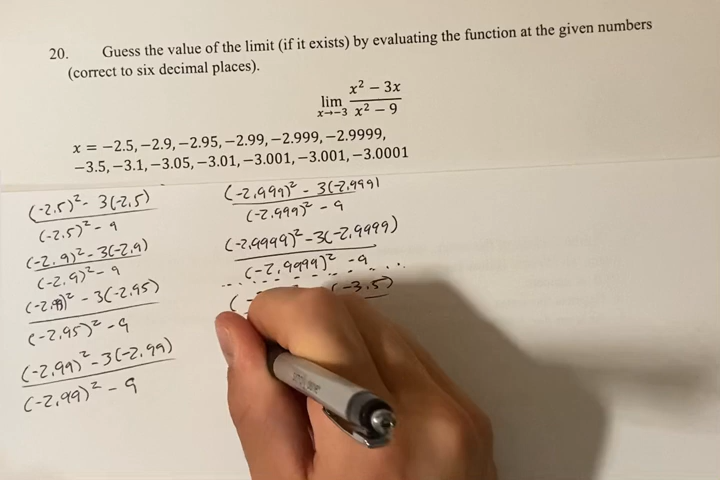 20. Guess the value of the limit (if it exists) by evaluating the function at the given numbers
(correct to six decimal places).
lim x→−3 (x² − 3x)/(x² − 9)
x = −2.5, −2.9, −2.95, −2.99, −2.999, −2.9999,
−3.5, −3.1, −3.05, −3.01, −3.001, −3.001, −3.0001
(-2.5)² - 3(-2.5)
(-2.5)² - 9
(-2.9)² - 3(-2.9)
(-2.9)² - 9
- 3(-2.95)
(-2.95)² - 9
(-2.99)² - 3(-2.99)
(-2.99)² - 9
(-2.999)² - 3(-2.999)
(-2.999)² - 9
(-2.9999)² - 3(-2.9999)
(-2.9999)² - 9
(-3.5)